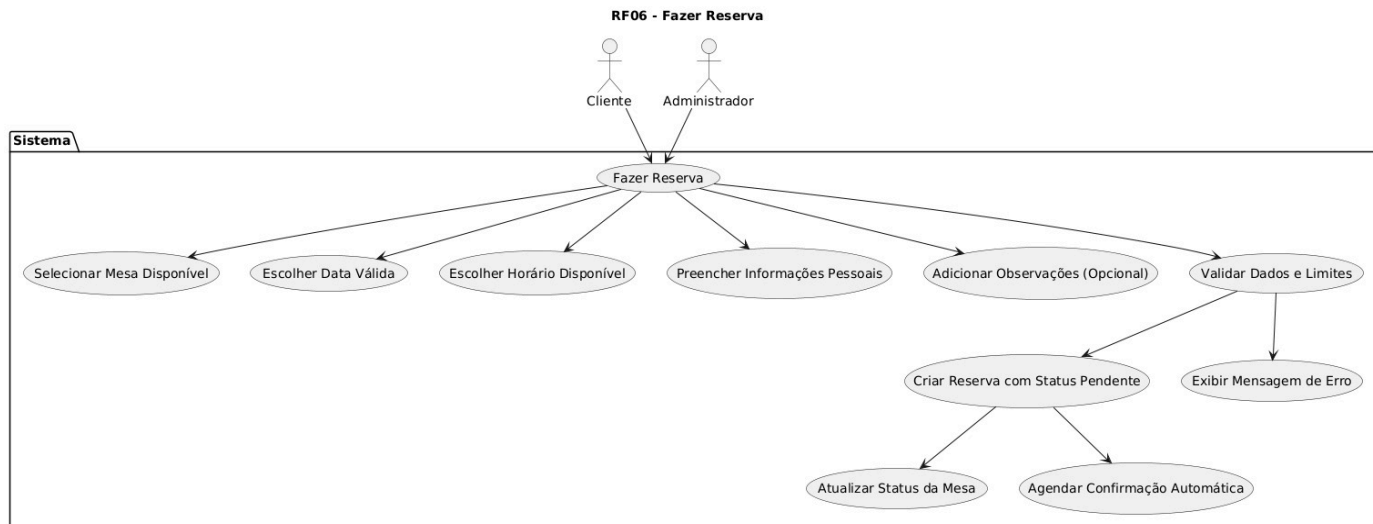 RF06 - Fazer Reserva
Cliente
Administrador
Sistema
Fazer Reserva
Selecionar Mesa Disponível
Escolher Data Válida
Escolher Horário Disponível
Preencher Informações Pessoais
Adicionar Observações (Opcional)
Validar Dados e Limites
Criar Reserva com Status Pendente
Exibir Mensagem de Erro
Atualizar Status da Mesa
Agendar Confirmação Automática